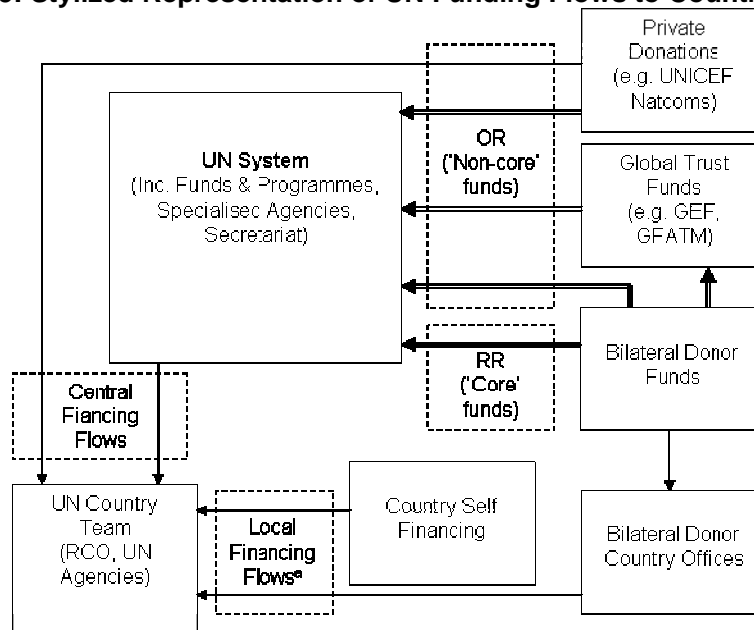 Stylized Representation of UN Funding Flows to
Private
Donations
(e.g. UNICEF
Natcoms)
OR
('Non-core'
funds)
UN System
(Inc. Funds & Programmes,
Specialisec Agencies,
Secretariat)
Global Trust
Funds
(e.g. GEF,
GFATM)
RR
('Core'
funds)
Bilateral Donor
Funds
Central
Fiancing
Flows
UN Country
Team
(RCO, UN
Agencies)
Local
Financing
Flowsᵃ
Country Self
Financing
Bilateral Donor
Country Offices